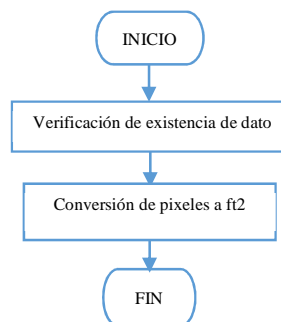 INICIO
Verificación de existencia de dato
Conversión de pixeles a ft2
FIN